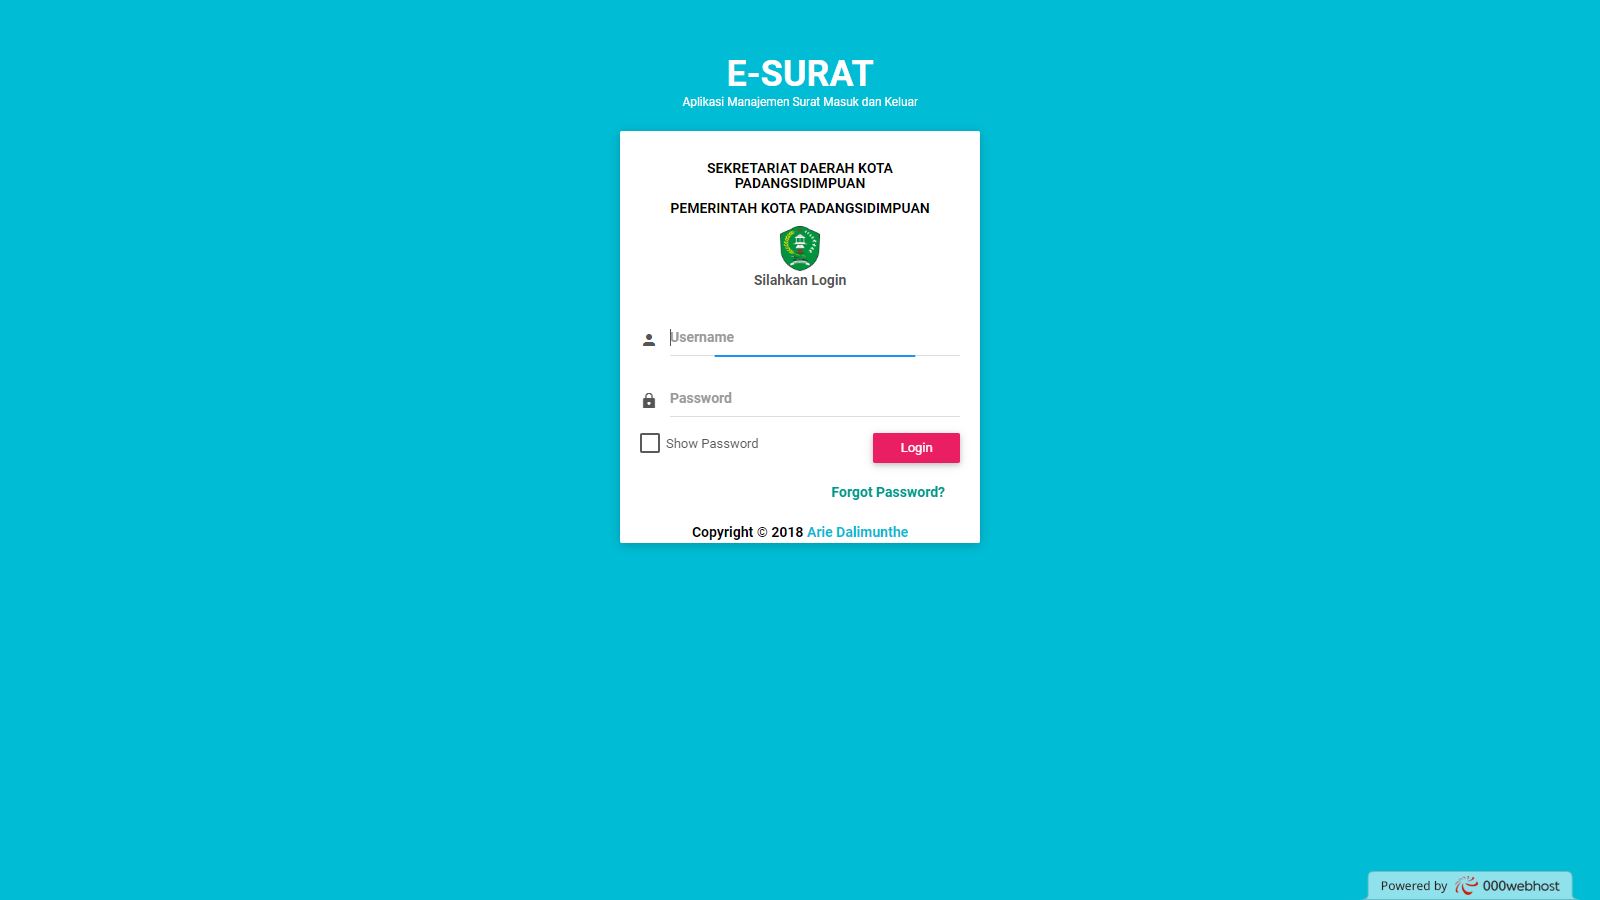 E-SURAT
Aplikasi Manajemen Surat Masuk dan Keluar
SEKRETARIAT DAERAH KOTA
PADANGSIDIMPUAN
PEMERINTAH KOTA PADANGSIDIMPUAN
Silahkan Login
Username
Password
Show Password
Login
Forgot Password?
Copyright © 2018 Arie Dalimunthe
Powered by 000webhost